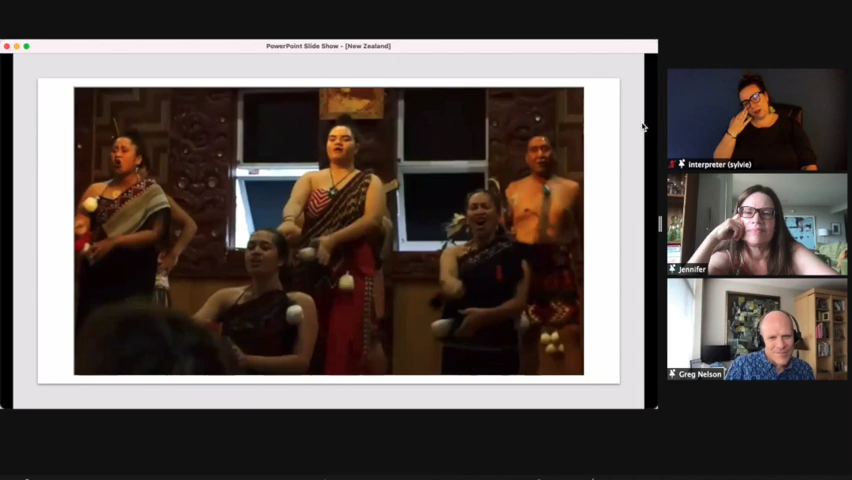 PowerPoint Slide Show - [New Zealand]
interpreter (sylvie)
Jennifer
Greg Nelson